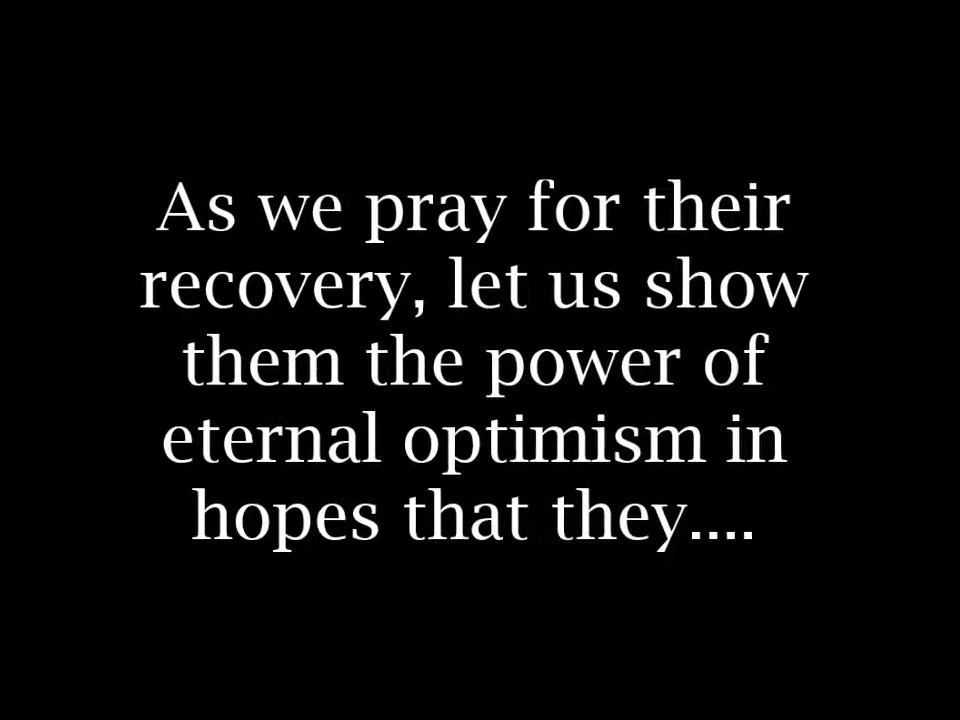 As we pray for their
recovery, let us show
them the power of
eternal optimism in
hopes that they....